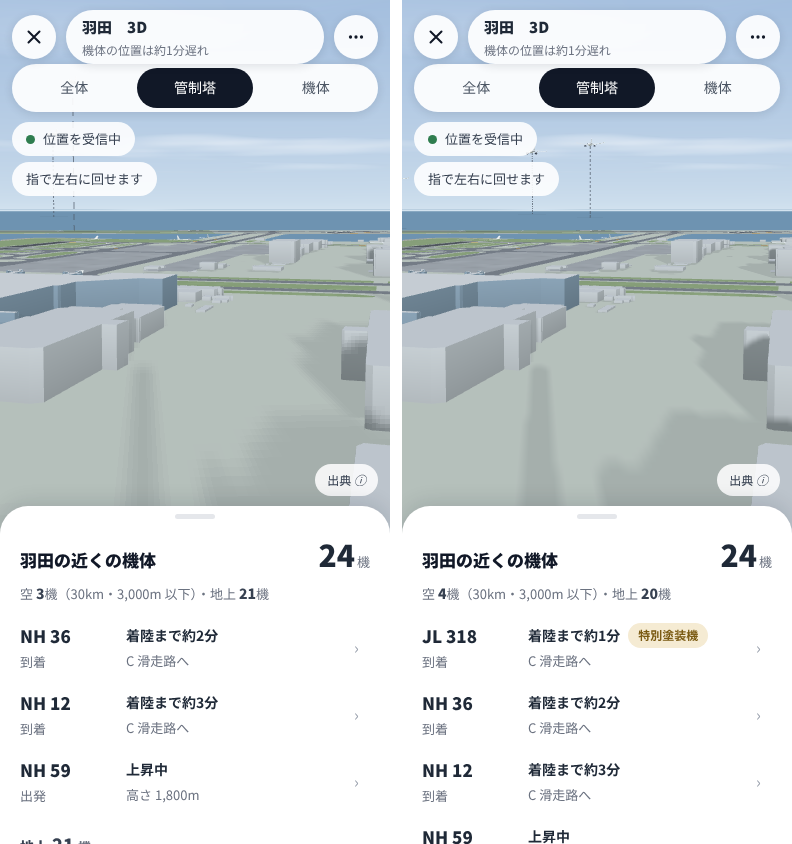 羽田 3D
機体の位置は約1分遅れ
全体
管制塔
機体
位置を受信中
指で左右に回せます
出典 ⓘ
羽田の近くの機体
24機
空 3機（30km・3,000m 以下）・地上 21機
NH 36
着陸まで約2分
到着
C 滑走路へ
NH 12
着陸まで約3分
到着
C 滑走路へ
NH 59
上昇中
出発
高さ 1,800m
地上 21 機
羽田 3D
機体の位置は約1分遅れ
全体
管制塔
機体
位置を受信中
指で左右に回せます
出典 ⓘ
羽田の近くの機体
24機
空 4機（30km・3,000m 以下）・地上 20機
JL 318
着陸まで約1分
特別塗装機
到着
C 滑走路へ
NH 36
着陸まで約2分
到着
C 滑走路へ
NH 12
着陸まで約3分
到着
C 滑走路へ
NH 59
上昇中